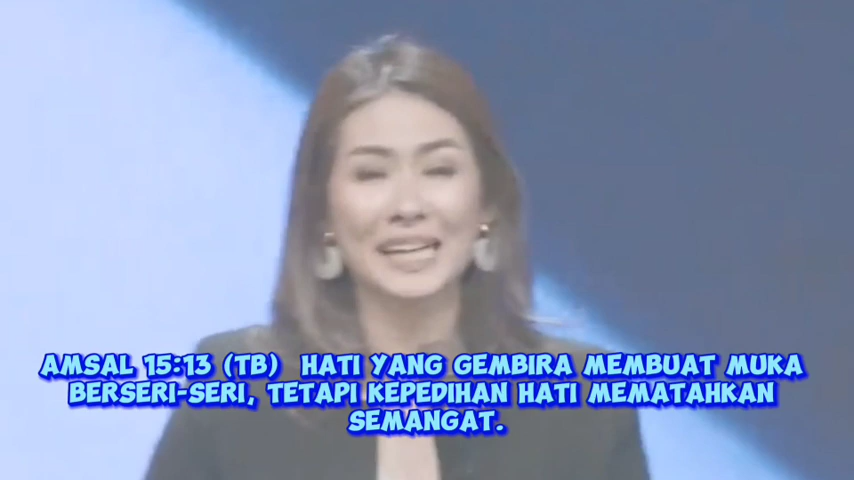 AMSAL 15:13 (TB) HATI YANG GEMBIRA MEMBUAT MUKA
BERSERI-SERI, TETAPI KEPEDIHAN HATI MEMATAHKAN
SEMANGAT.